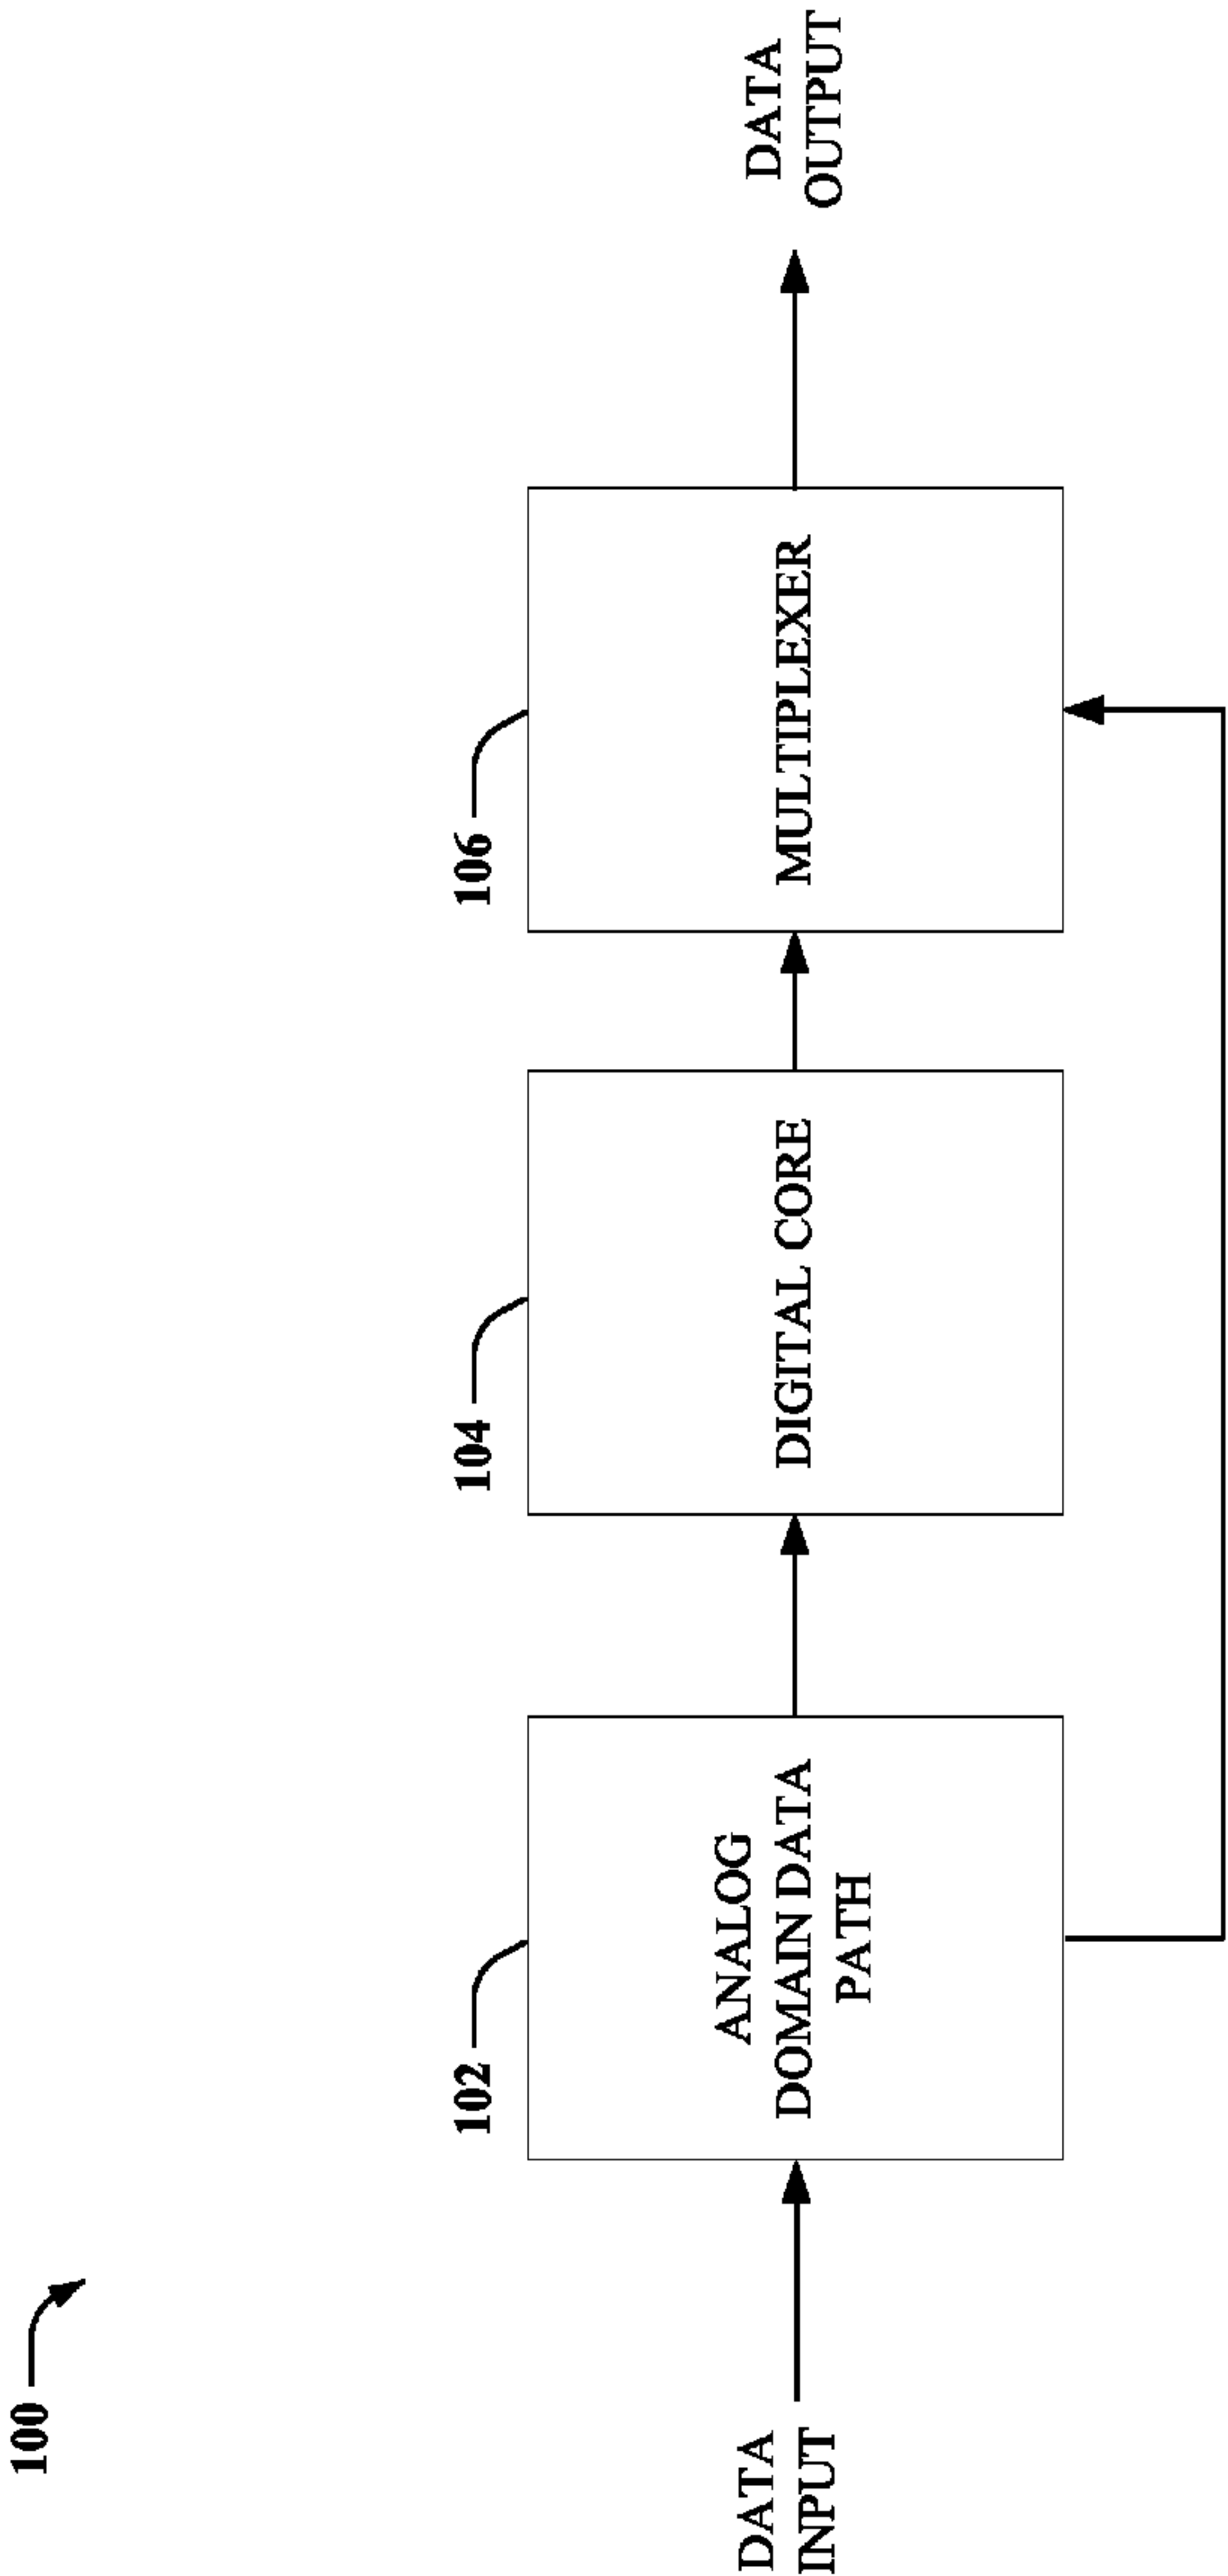 100
102
104
106
DATA
INPUT
ANALOG
DOMAIN DATA
PATH
DIGITAL CORE
MULTIPLEXER
DATA
OUTPUT